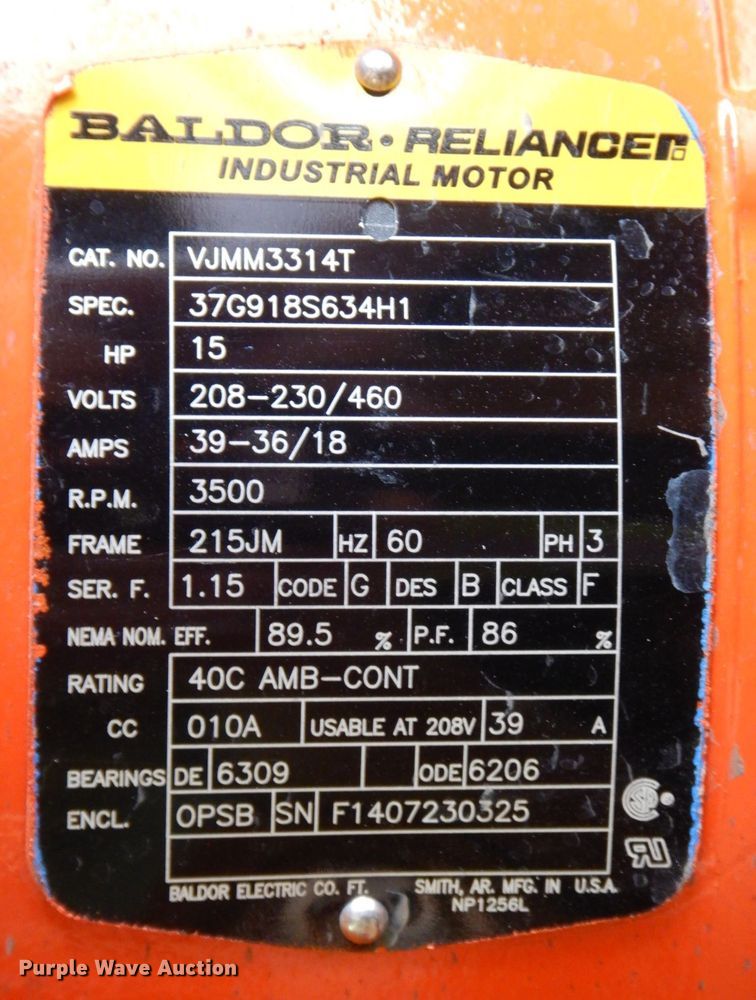 BALDOR • RELIANCER
INDUSTRIAL MOTOR
CAT. NO. VJMM3314T
SPEC. 37G918S634H1
HP 15
VOLTS 208-230/460
AMPS 39-36/18
R.P.M. 3500
FRAME 215JM HZ 60 PH 3
SER. F. 1.15 CODE G DES B CLASS F
NEMA NOM. EFF. 89.5 % P.F. 86 %
RATING 40C AMB-CONT
CC 010A USABLE AT 208V 39 A
BEARINGS DE 6309 ODE 6206
ENCL. OPSB SN F1407230325
BALDOR ELECTRIC CO. FT. SMITH, AR. MFG. IN U.S.A.
NP1256L
Purple Wave Auction